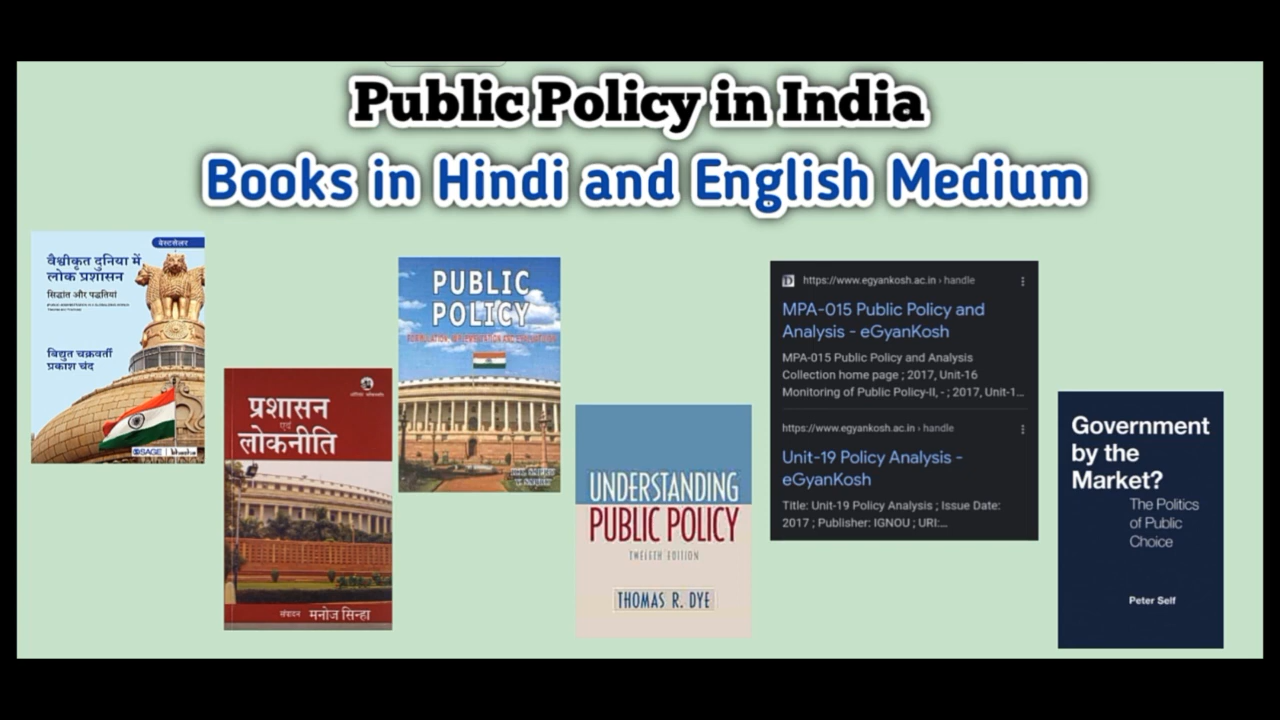 Public Policy in India
Books in Hindi and English Medium
बेस्टसेलर
वैश्वीकृत दुनिया में
लोक प्रशासन
सिद्धांत और पद्धतियां
विद्युत चक्रवर्ती
प्रकाश चंद
SAGE | bhasha
प्रशासन
एवं
लोकनीति
संपादन मनोज सिन्हा
PUBLIC
POLICY
UNDERSTANDING
PUBLIC POLICY
TWELFTH EDITION
THOMAS R. DYE
https://www.egyankosh.ac.in › handle
MPA-015 Public Policy and
Analysis - eGyanKosh
MPA-015 Public Policy and Analysis
Collection home page ; 2017, Unit-16
Monitoring of Public Policy-II, - ; 2017, Unit-1...
https://www.egyankosh.ac.in › handle
Unit-19 Policy Analysis -
eGyanKosh
Title: Unit-19 Policy Analysis ; Issue Date:
2017 ; Publisher: IGNOU ; URI:...
Government
by the
Market?
The Politics
of Public
Choice
Peter Self